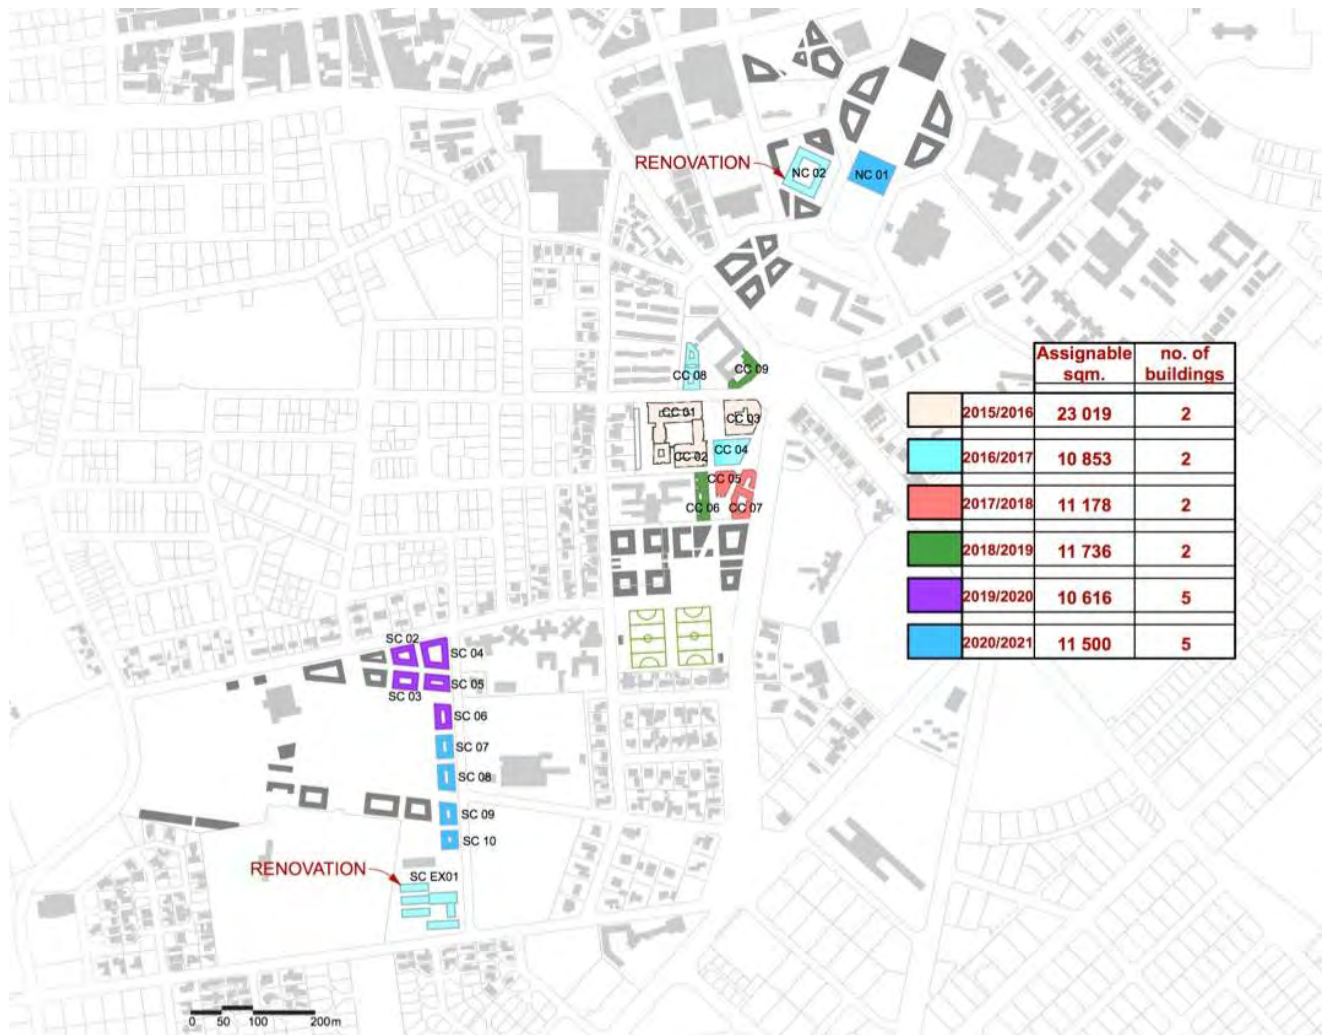 RENOVATION
NC 02
NC 01
CC 08
CC 09
CC 01
CC 03
CC 02
CC 04
CC 05
CC 06
CC 07
Assignable sqm.
no. of buildings
2015/2016 23 019 2
2016/2017 10 853 2
2017/2018 11 178 2
2018/2019 11 736 2
2019/2020 10 616 5
2020/2021 11 500 5
SC 02
SC 04
SC 03
SC 05
SC 06
SC 07
SC 08
SC 09
SC 10
RENOVATION
SC EX01
0 50 100 200m